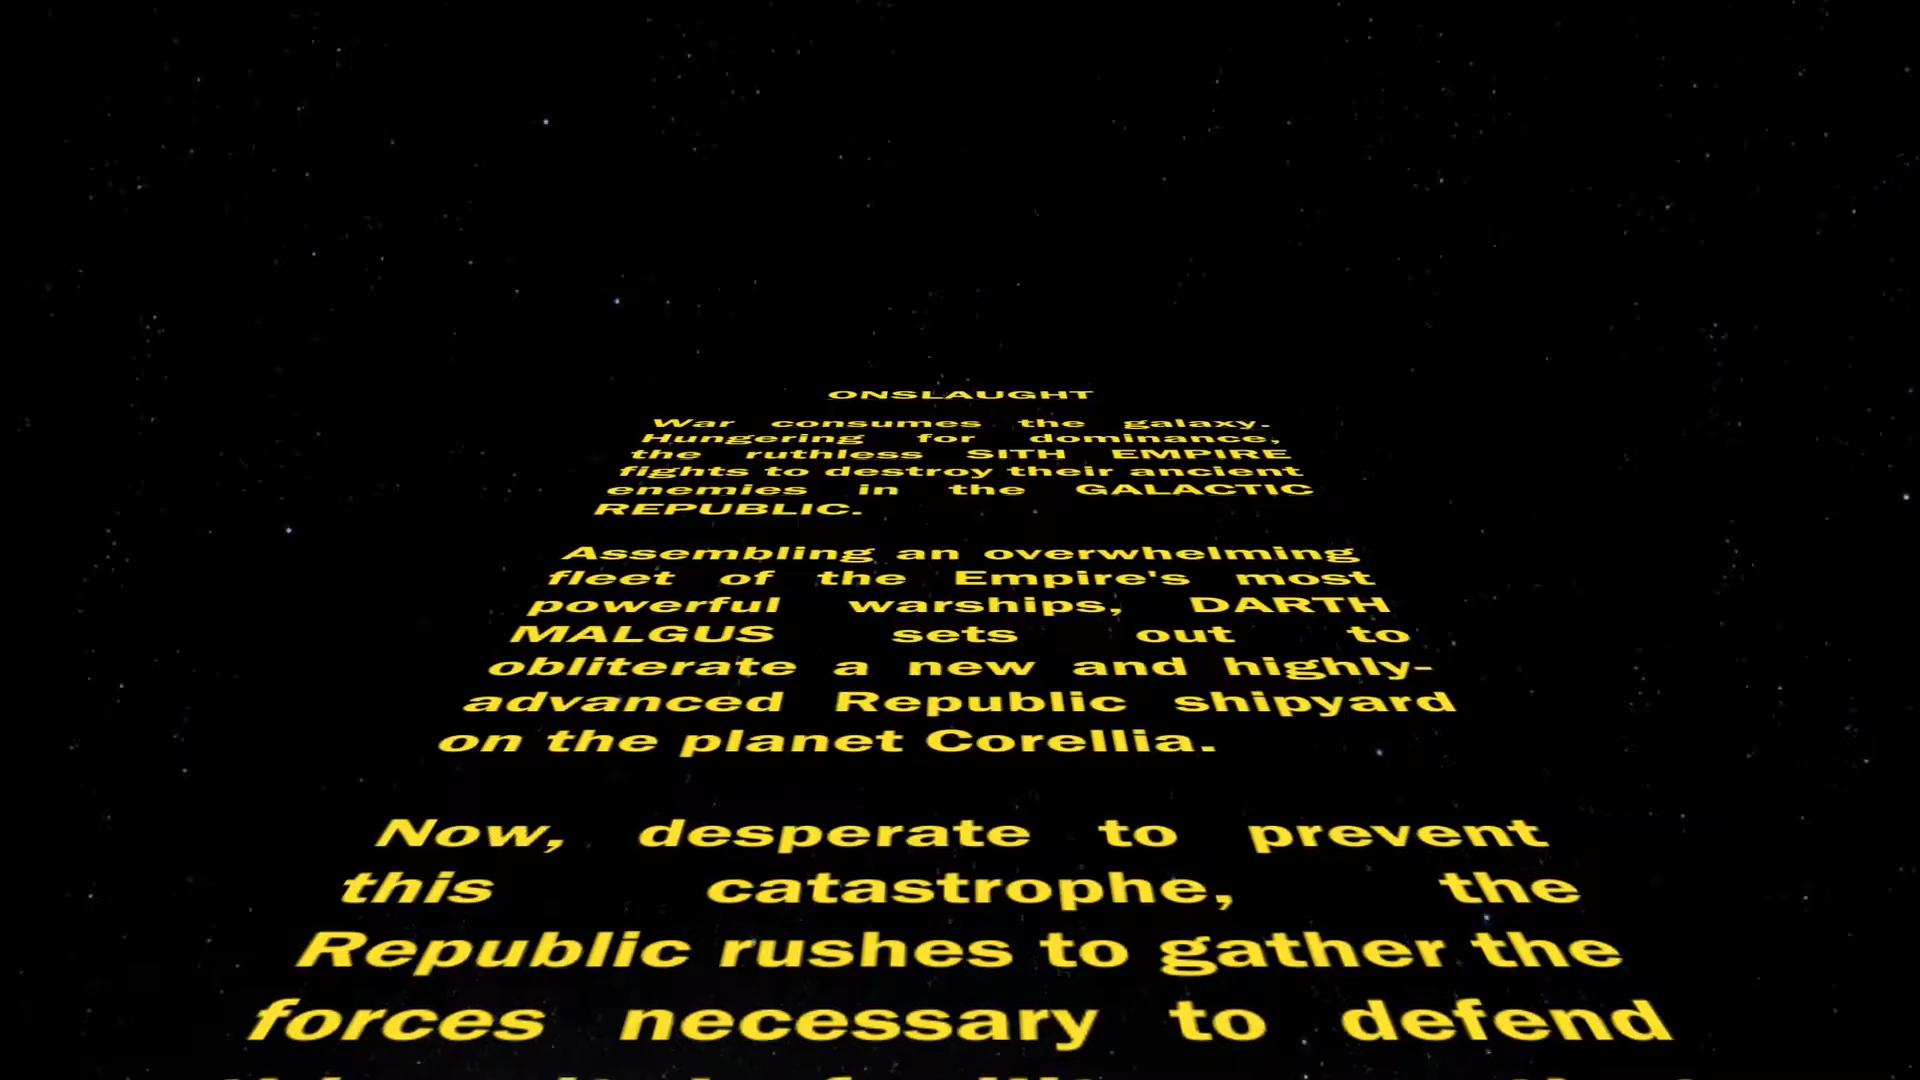 ONSLAUGHT
War consumes the galaxy.
Hungering for dominance,
the ruthless SITH EMPIRE
fights to destroy their ancient
enemies in the GALACTIC
REPUBLIC.
Assembling an overwhelming
fleet of the Empire's most
powerful warships, DARTH
MALGUS sets out to
obliterate a new and highly-
advanced Republic shipyard
on the planet Corellia.
Now, desperate to prevent
this catastrophe, the
Republic rushes to gather the
forces necessary to defend